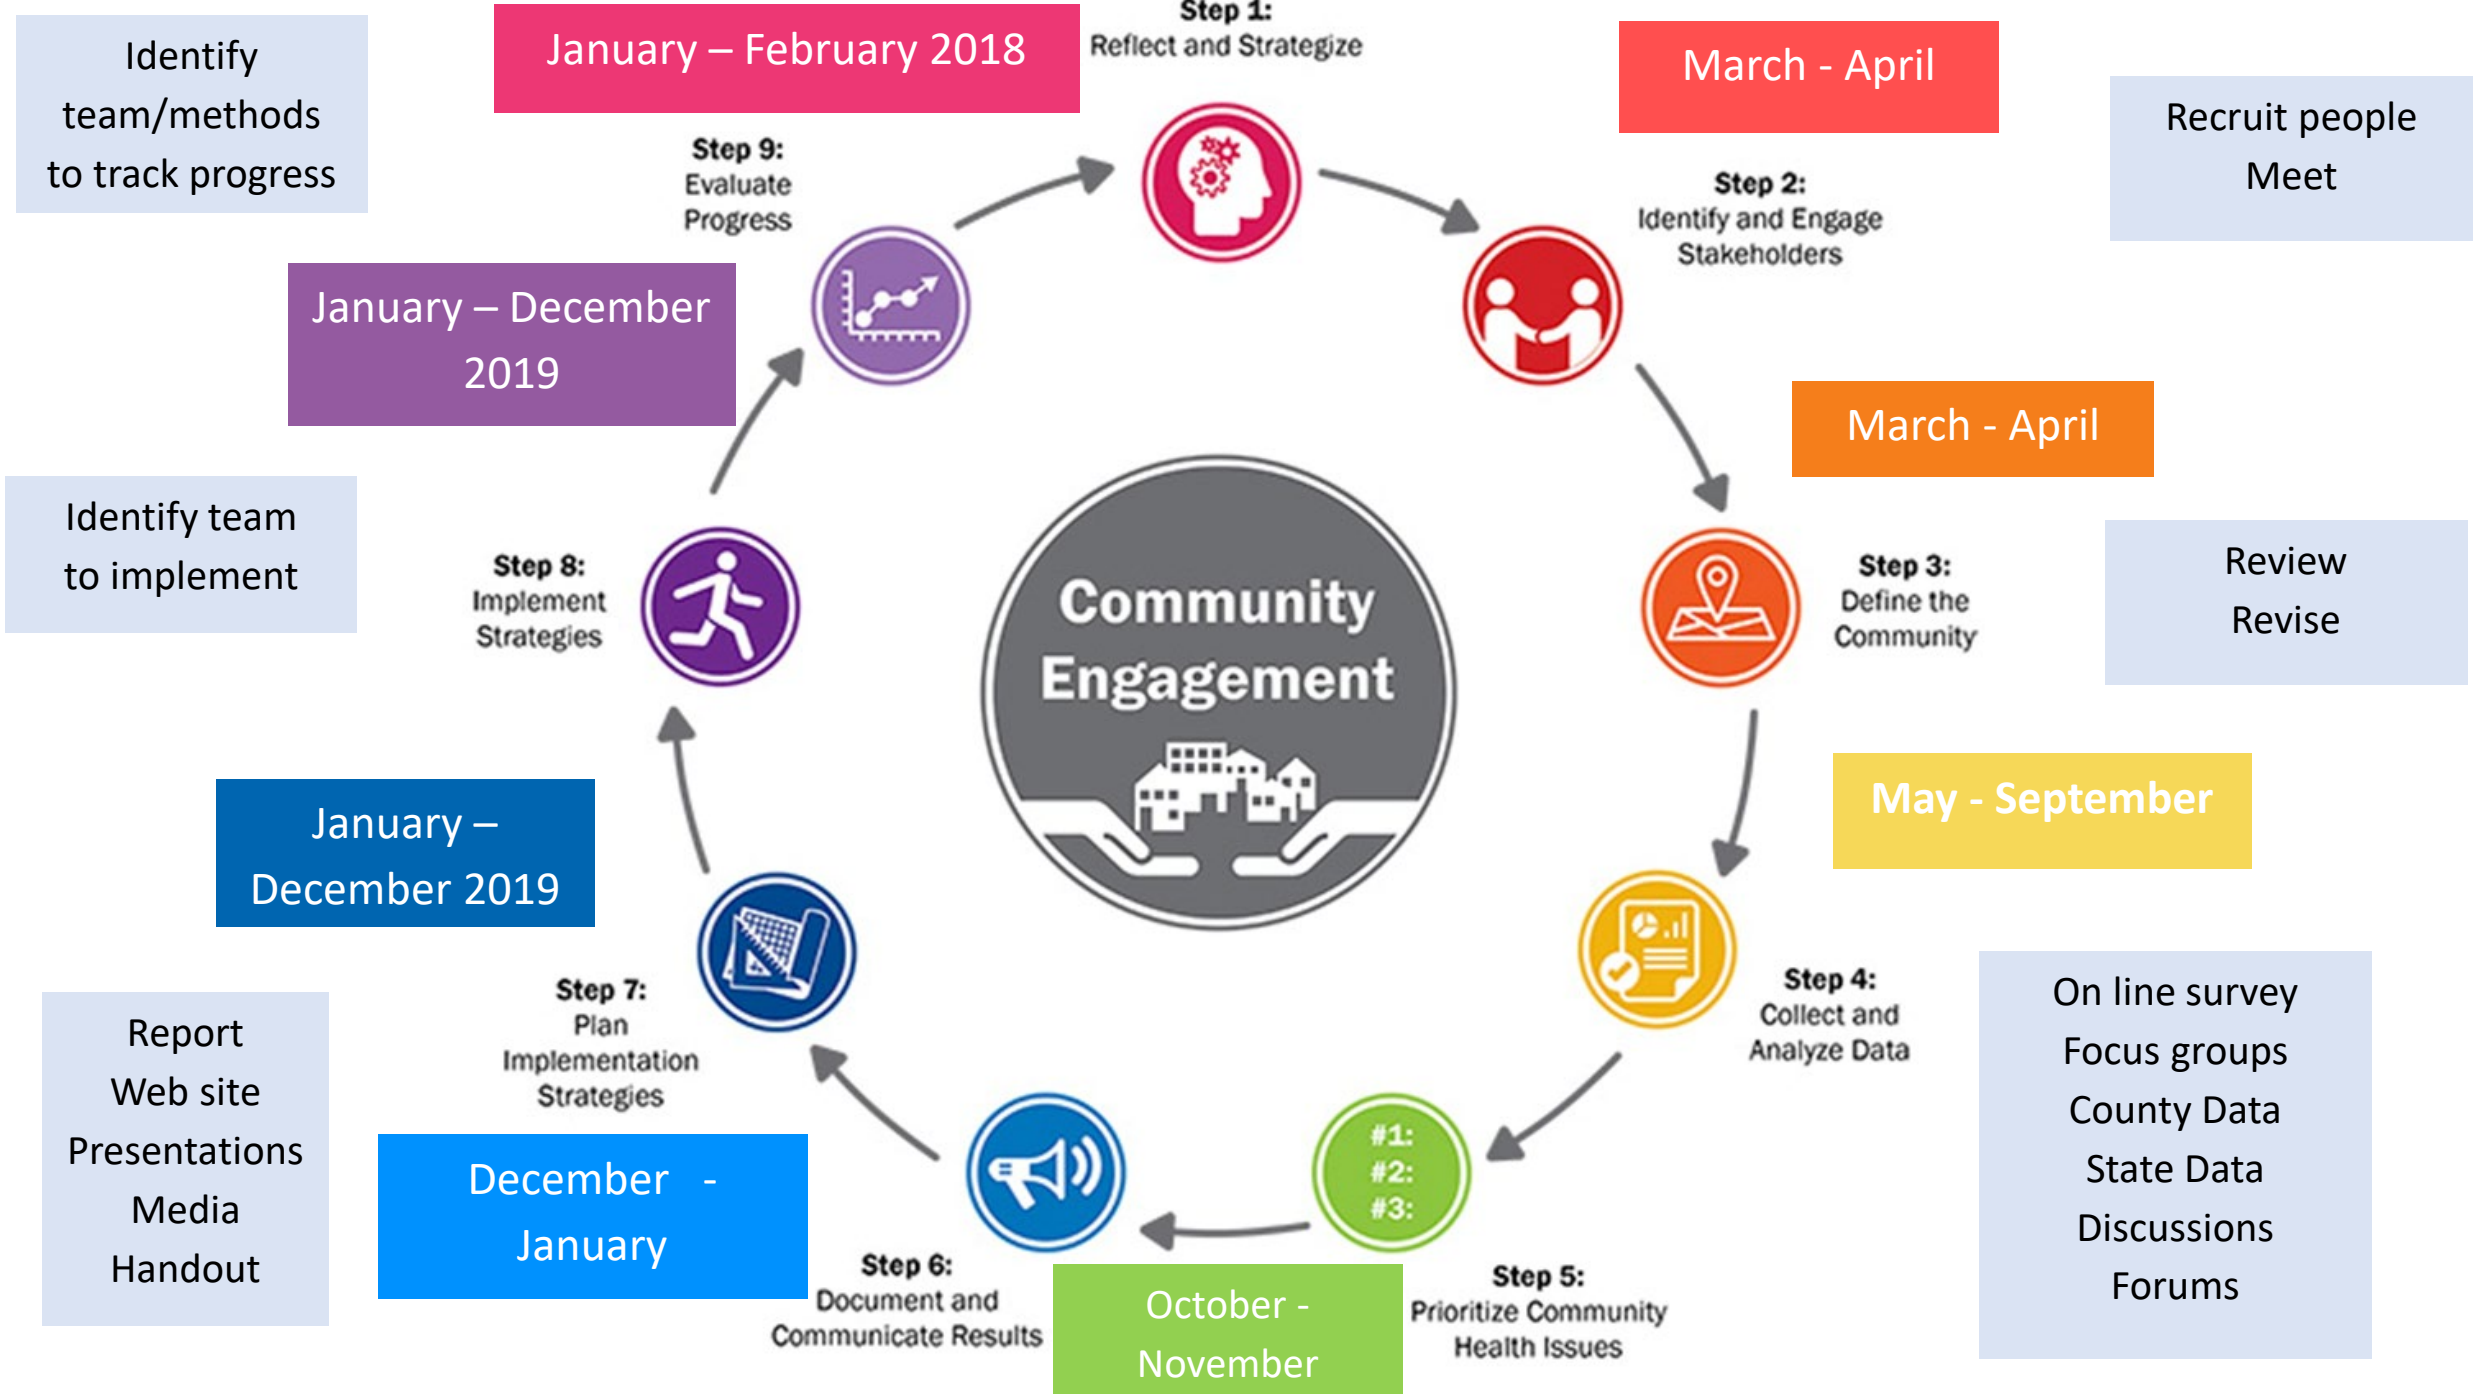 Step 1:
Reflect and Strategize
January – February 2018
March - April
Step 2:
Identify and Engage
Stakeholders
Recruit people
Meet
March - April
Step 3:
Define the
Community
Review
Revise
May - September
Step 4:
Collect and
Analyze Data
On line survey
Focus groups
County Data
State Data
Discussions
Forums
#1:
#2:
#3:
Step 5:
Prioritize Community
Health Issues
October -
November
Step 6:
Document and
Communicate Results
December -
January
Report
Web site
Presentations
Media
Handout
Step 7:
Plan
Implementation
Strategies
January –
December 2019
Step 8:
Implement
Strategies
Identify team
to implement
January – December
2019
Step 9:
Evaluate
Progress
Identify
team/methods
to track progress
Community
Engagement